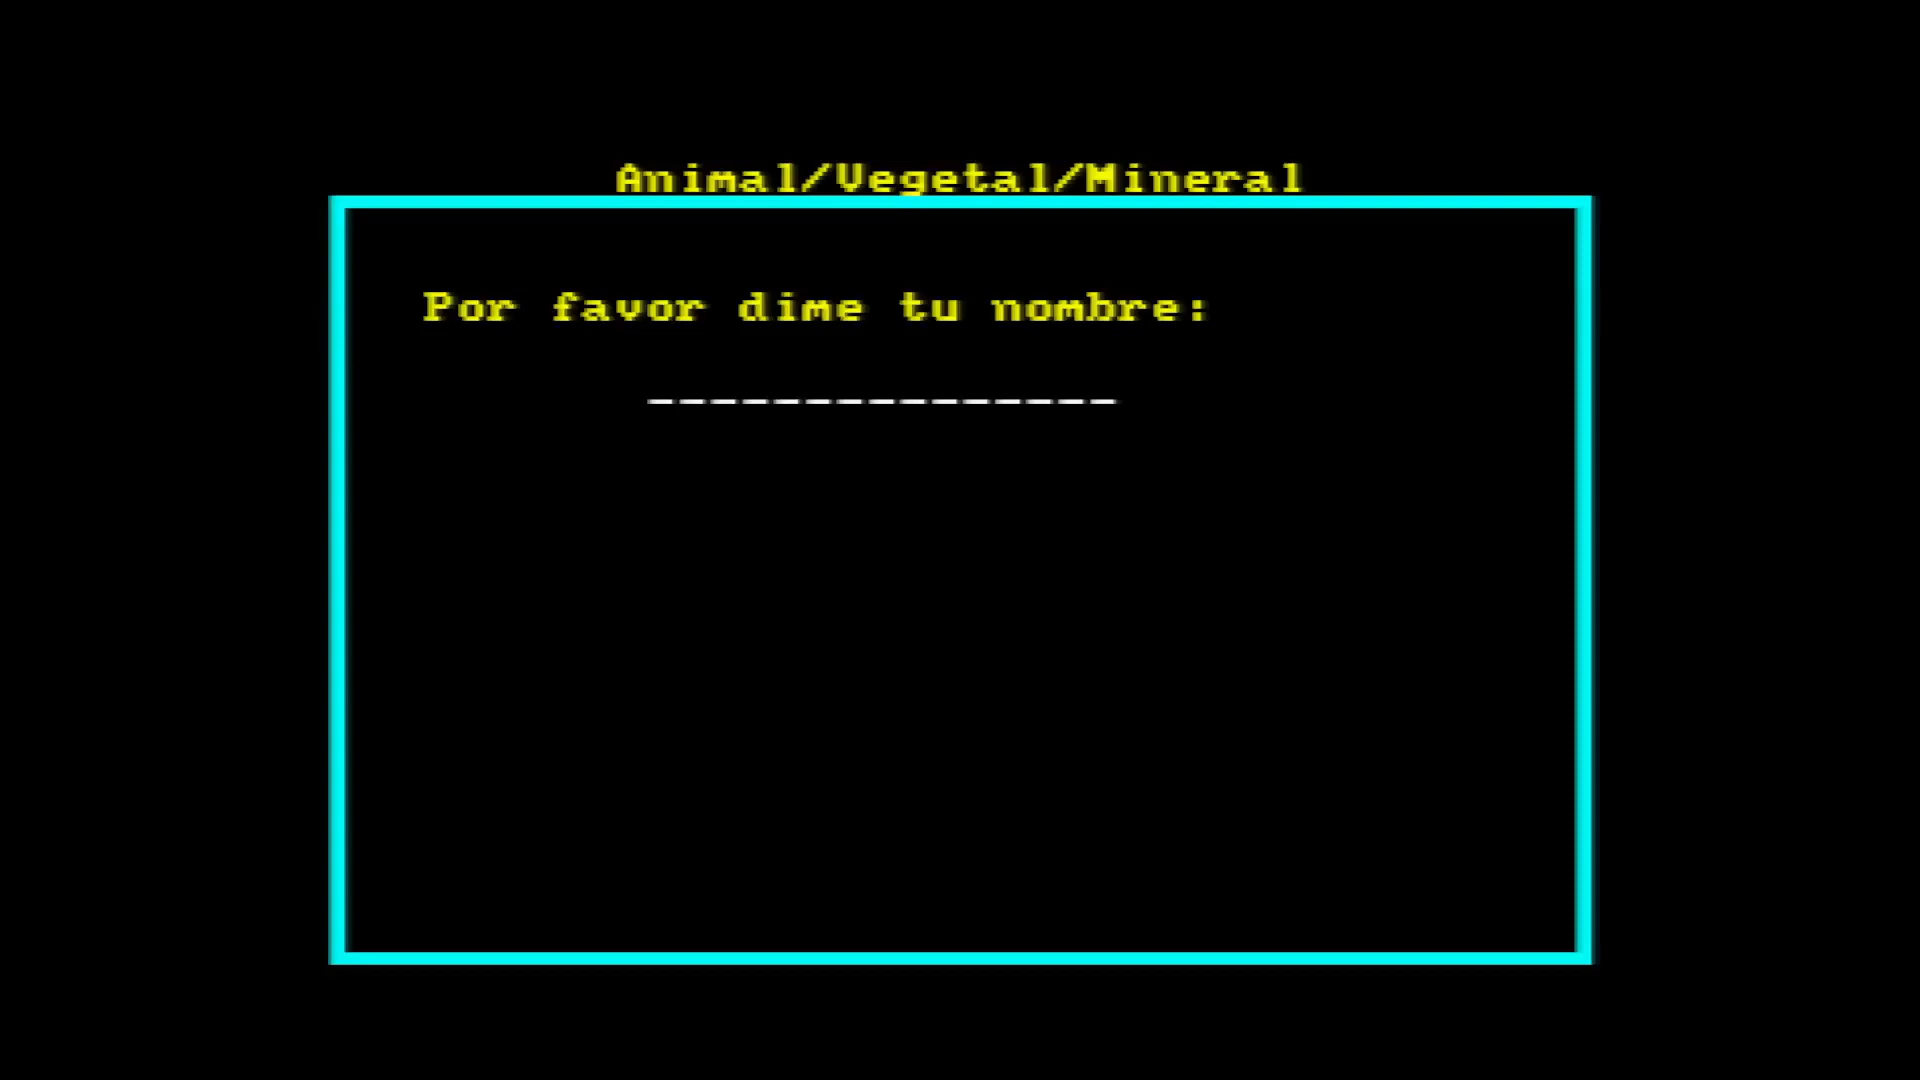 Animal/Vegetal/Mineral
Por favor dime tu nombre:
---------------